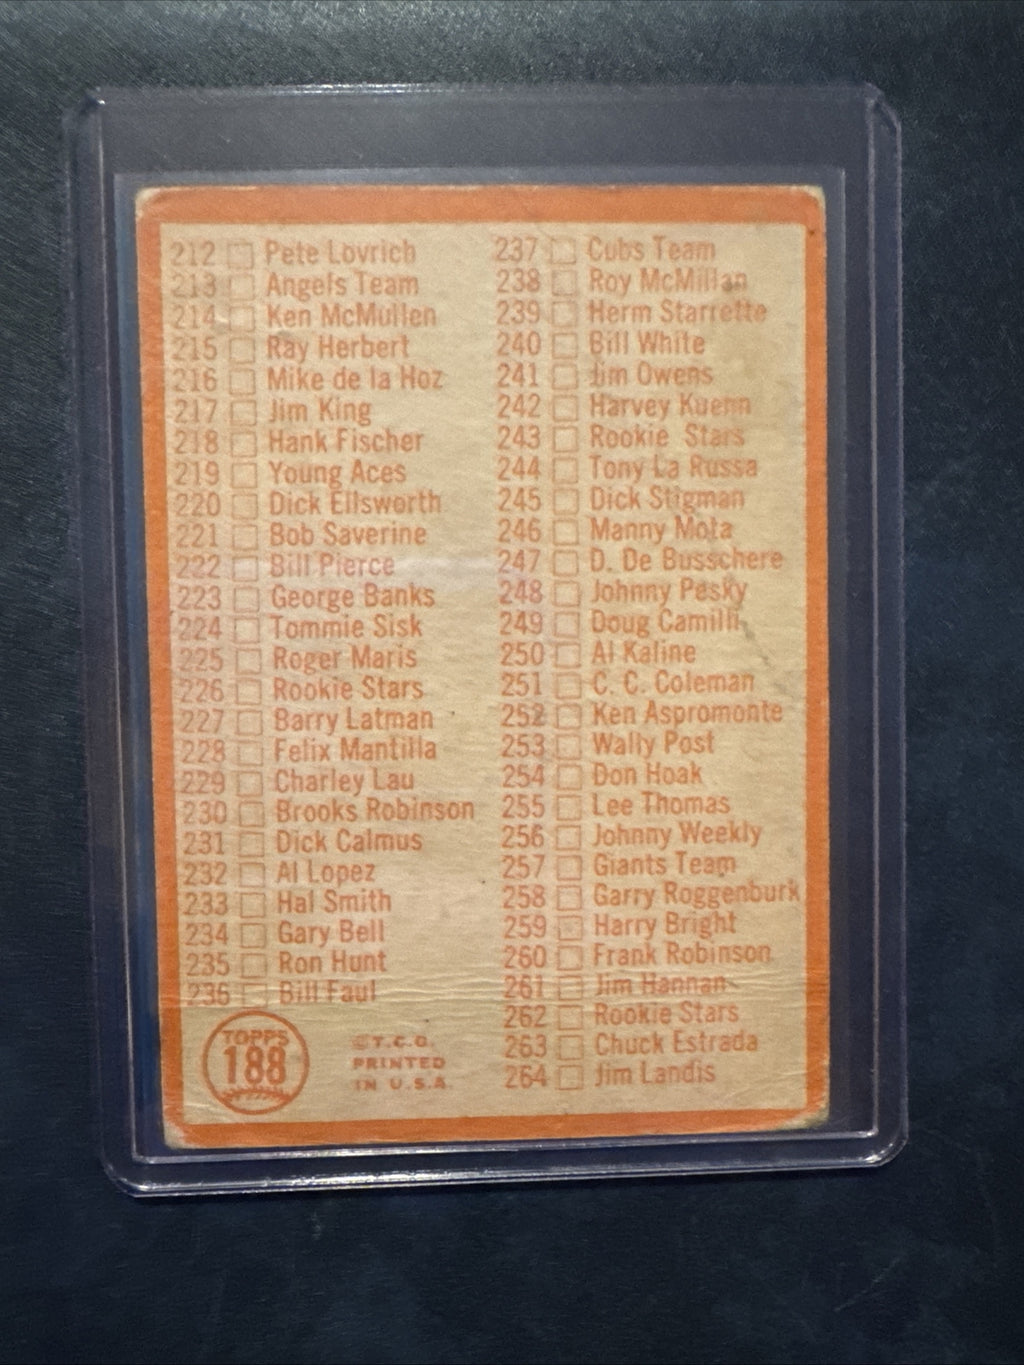 212 Pete Lovrich
213 Angels Team
214 Ken McMullen
215 Ray Herbert
216 Mike de la Hoz
217 Jim King
218 Hank Fischer
219 Young Aces
220 Dick Ellsworth
221 Bob Saverine
222 Bill Pierce
223 George Banks
224 Tommie Sisk
225 Roger Maris
226 Rookie Stars
227 Barry Latman
228 Felix Mantilla
229 Charley Lau
230 Brooks Robinson
231 Dick Calmus
232 Al Lopez
233 Hal Smith
234 Gary Bell
235 Ron Hunt
236 Bill Faul
TOPPS
188
©T.C.G.
PRINTED
IN U.S.A.
237 Cubs Team
238 Roy McMillan
239 Herm Starrette
240 Bill White
241 Jim Owens
242 Harvey Kuenn
243 Rookie Stars
244 Tony La Russa
245 Dick Stigman
246 Manny Mota
247 D. De Busschere
248 Johnny Pesky
249 Doug Camilli
250 Al Kaline
251 C. C. Coleman
252 Ken Aspromonte
253 Wally Post
254 Don Hoak
255 Lee Thomas
256 Johnny Weekly
257 Giants Team
258 Garry Roggenburk
259 Harry Bright
260 Frank Robinson
261 Jim Hannan
262 Rookie Stars
263 Chuck Estrada
264 Jim Landis